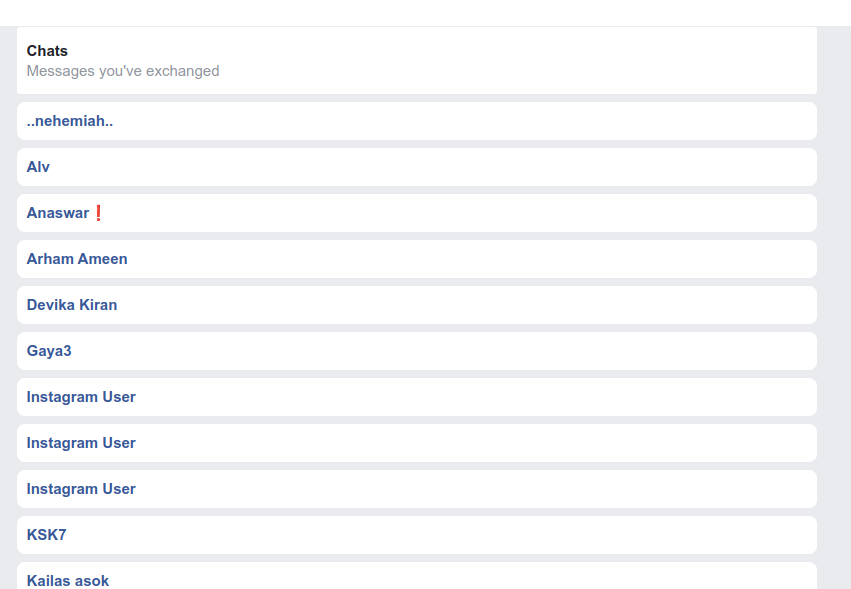 Chats
Messages you've exchanged
..nehemiah..
Alv
Anaswar❗
Arham Ameen
Devika Kiran
Gaya3
Instagram User
Instagram User
Instagram User
KSK7
Kailas asok